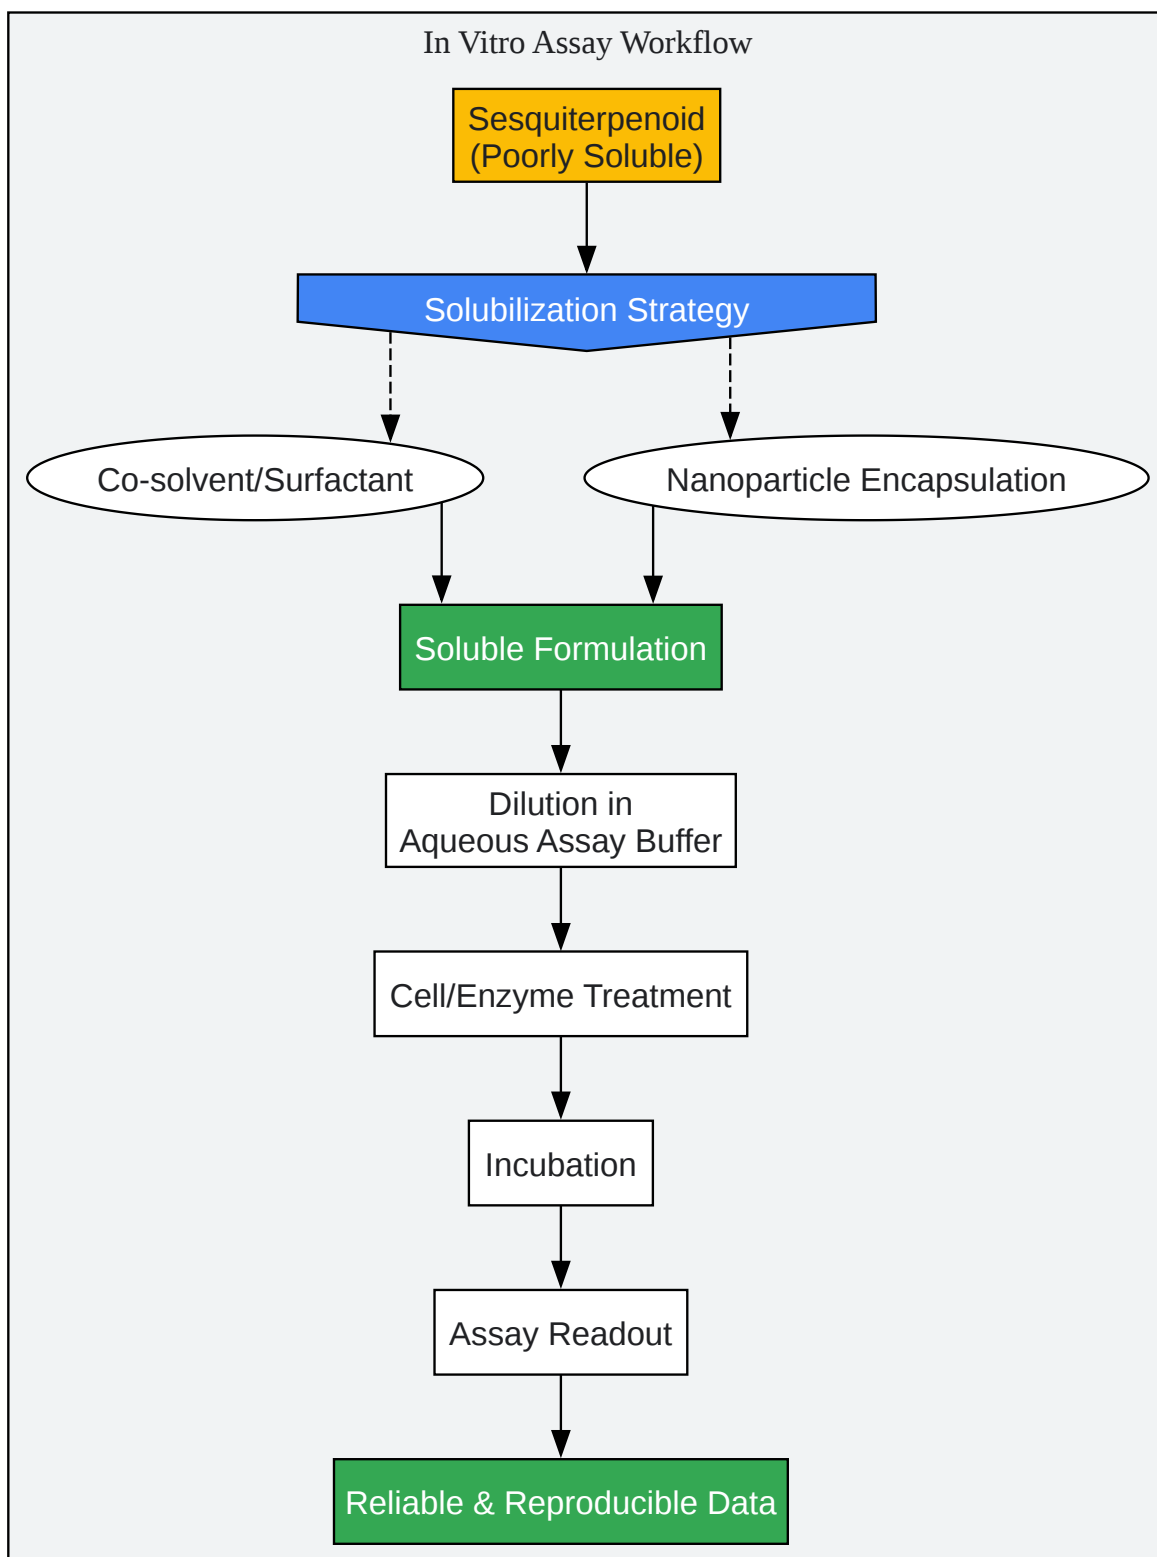 In Vitro Assay Workflow
Sesquiterpenoid
(Poorly Soluble)
Solubilization Strategy
Co-solvent/Surfactant
Nanoparticle Encapsulation
Soluble Formulation
Dilution in
Aqueous Assay Buffer
Cell/Enzyme Treatment
Incubation
Assay Readout
Reliable & Reproducible Data